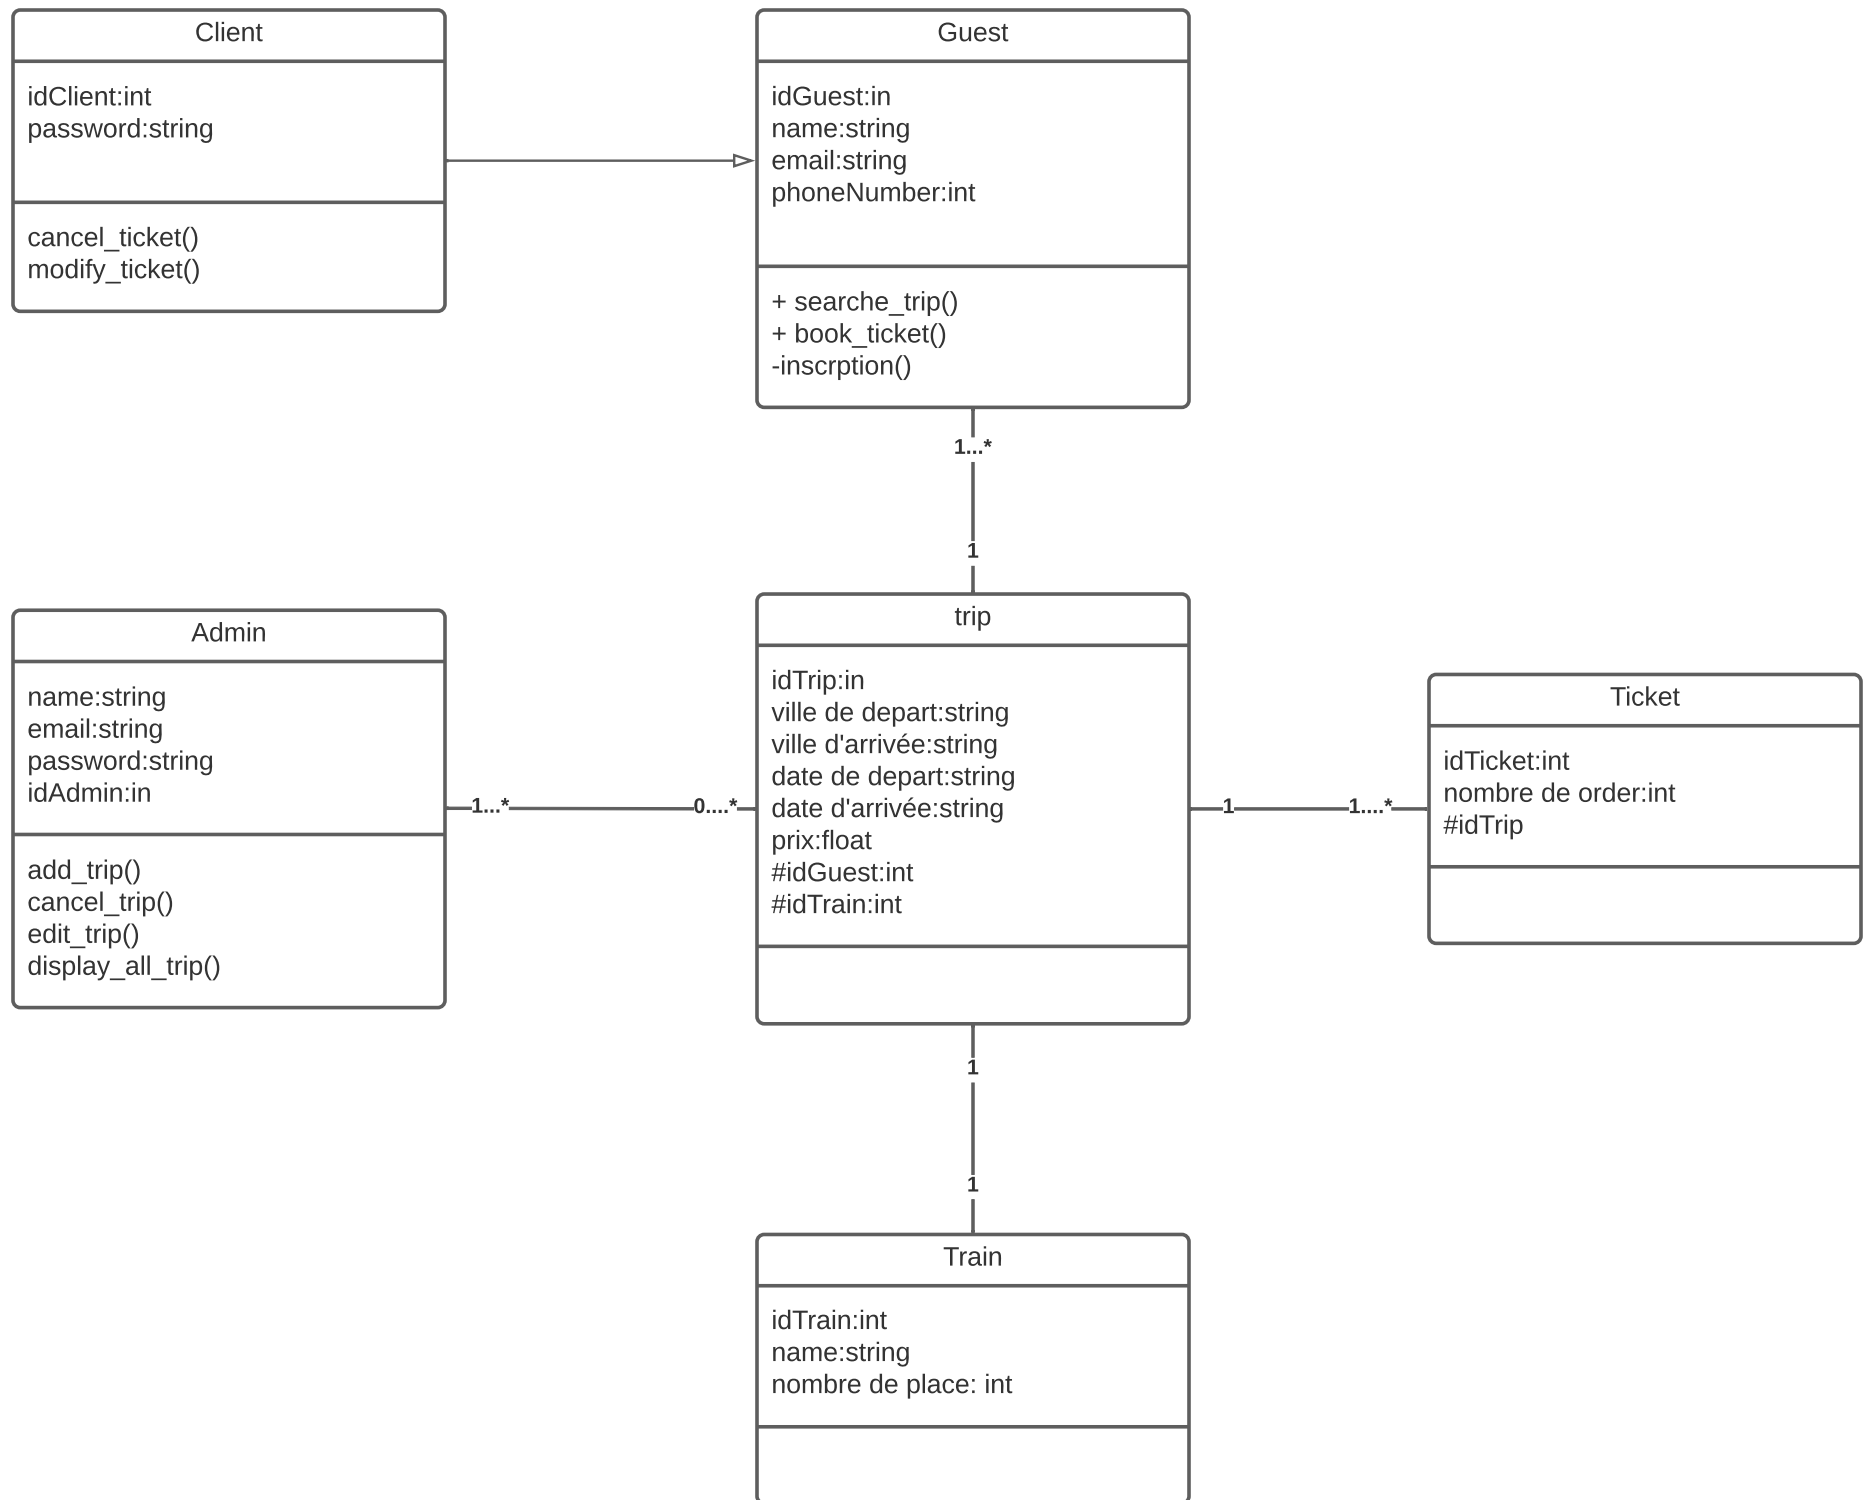 Client
idClient:int
password:string
cancel_ticket()
modify_ticket()
Guest
idGuest:in
name:string
email:string
phoneNumber:int
+ searche_trip()
+ book_ticket()
-inscrption()
1...*
1
Admin
name:string
email:string
password:string
idAdmin:in
add_trip()
cancel_trip()
edit_trip()
display_all_trip()
1...*
0....*
trip
idTrip:in
ville de depart:string
ville d'arrivée:string
date de depart:string
date d'arrivée:string
prix:float
#idGuest:int
#idTrain:int
1
1....*
Ticket
idTicket:int
nombre de order:int
#idTrip
1
1
Train
idTrain:int
name:string
nombre de place: int